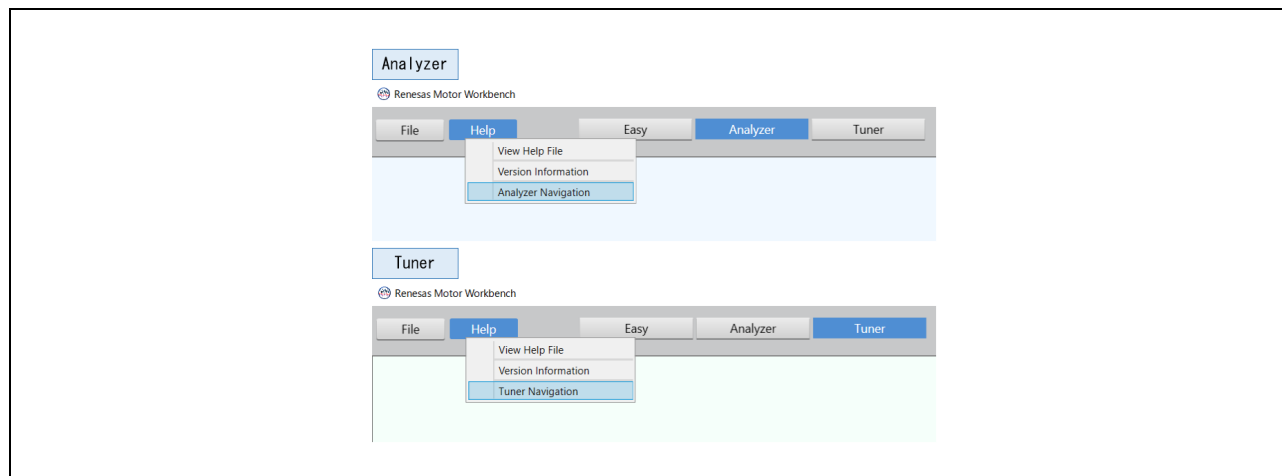 Analyzer
Renesas Motor Workbench
File Help Easy Analyzer Tuner
View Help File
Version Information
Analyzer Navigation
Tuner
Renesas Motor Workbench
File Help Easy Analyzer Tuner
View Help File
Version Information
Tuner Navigation